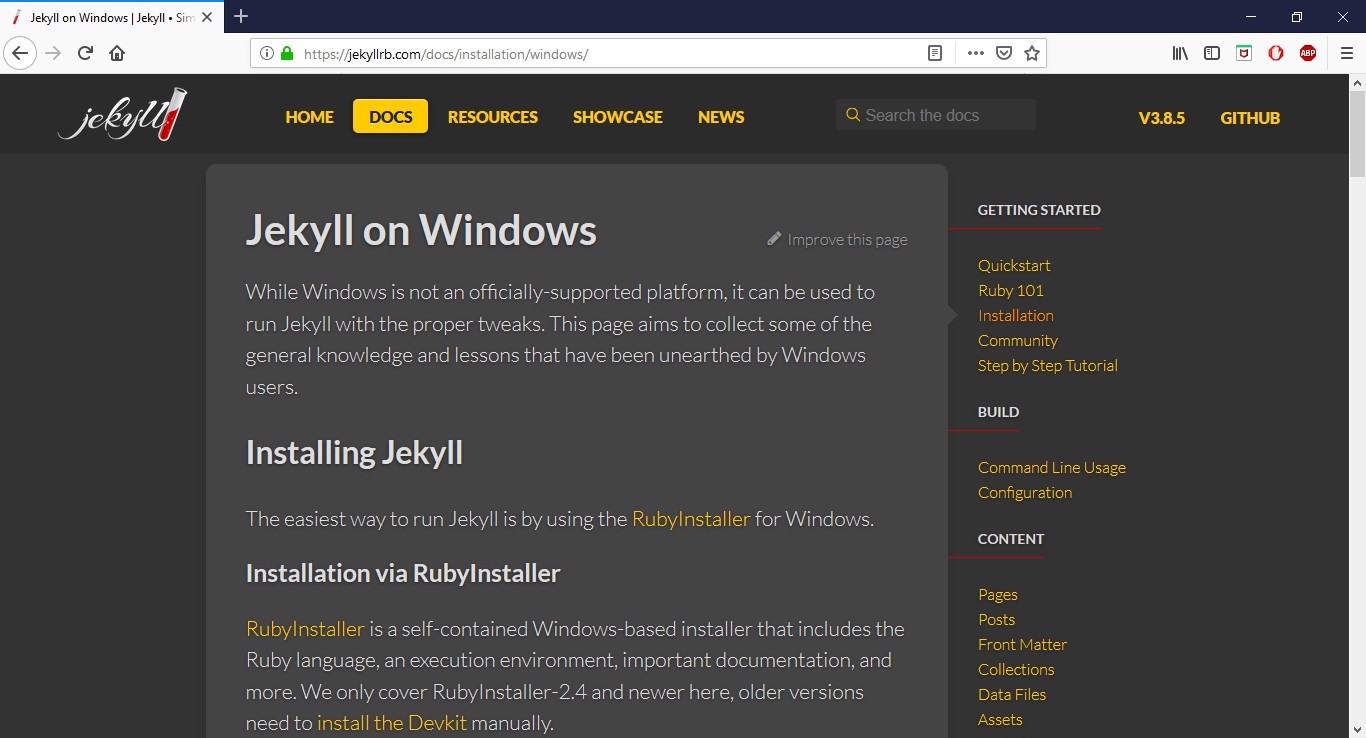 Jekyll on Windows | Jekyll • Sim
https://jekyllrb.com/docs/installation/windows/
ABP
jekyll
HOME
DOCS
RESOURCES
SHOWCASE
NEWS
Search the docs
V3.8.5
GITHUB
Jekyll on Windows
Improve this page
While Windows is not an officially-supported platform, it can be used to
run Jekyll with the proper tweaks. This page aims to collect some of the
general knowledge and lessons that have been unearthed by Windows
users.
Installing Jekyll
The easiest way to run Jekyll is by using the RubyInstaller for Windows.
Installation via RubyInstaller
RubyInstaller is a self-contained Windows-based installer that includes the
Ruby language, an execution environment, important documentation, and
more. We only cover RubyInstaller-2.4 and newer here, older versions
need to install the Devkit manually.
GETTING STARTED
Quickstart
Ruby 101
Installation
Community
Step by Step Tutorial
BUILD
Command Line Usage
Configuration
CONTENT
Pages
Posts
Front Matter
Collections
Data Files
Assets